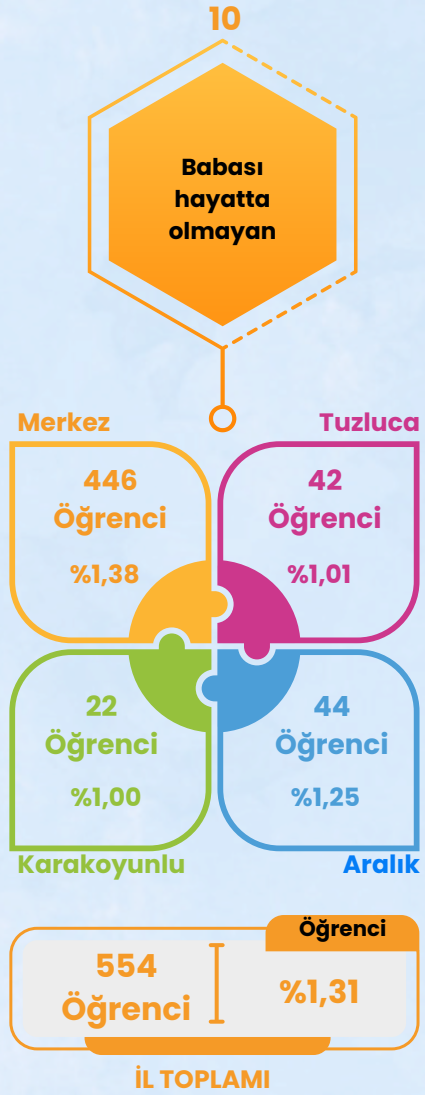 10
Babası
hayatta
olmayan
Merkez
446
Öğrenci
%1,38
Tuzluca
42
Öğrenci
%1,01
22
Öğrenci
%1,00
Karakoyunlu
44
Öğrenci
%1,25
Aralık
Öğrenci
554
Öğrenci
%1,31
İL TOPLAMI